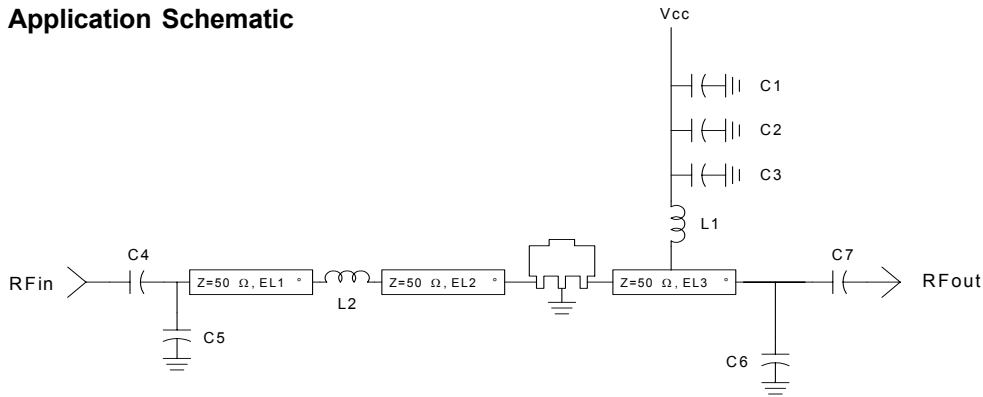 Application Schematic
Vcc
C1
C2
C3
L1
C4
C7
RFin
Z=50 Ω, EL1 °
L2
Z=50 Ω, EL2 °
Z=50 Ω, EL3 °
RFout
C5
C6